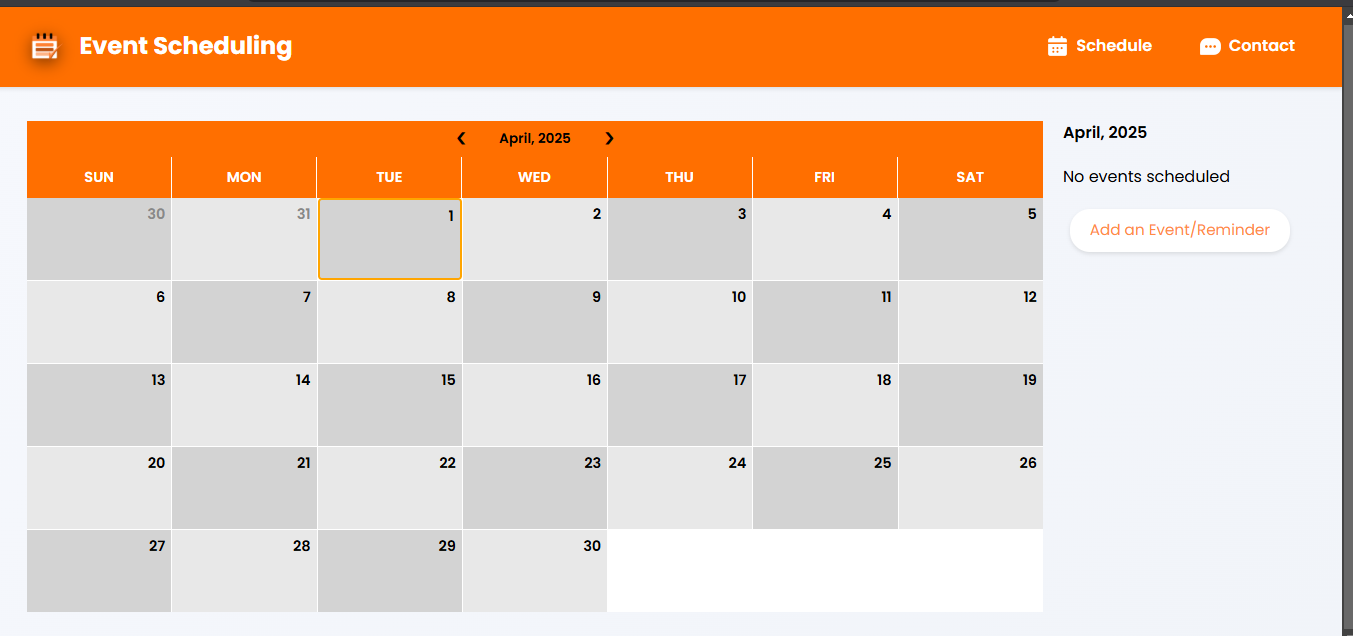 Event Scheduling
Schedule
Contact
April, 2025
SUN MON TUE WED THU FRI SAT
30 31 1 2 3 4 5
6 7 8 9 10 11 12
13 14 15 16 17 18 19
20 21 22 23 24 25 26
27 28 29 30
April, 2025
No events scheduled
Add an Event/Reminder